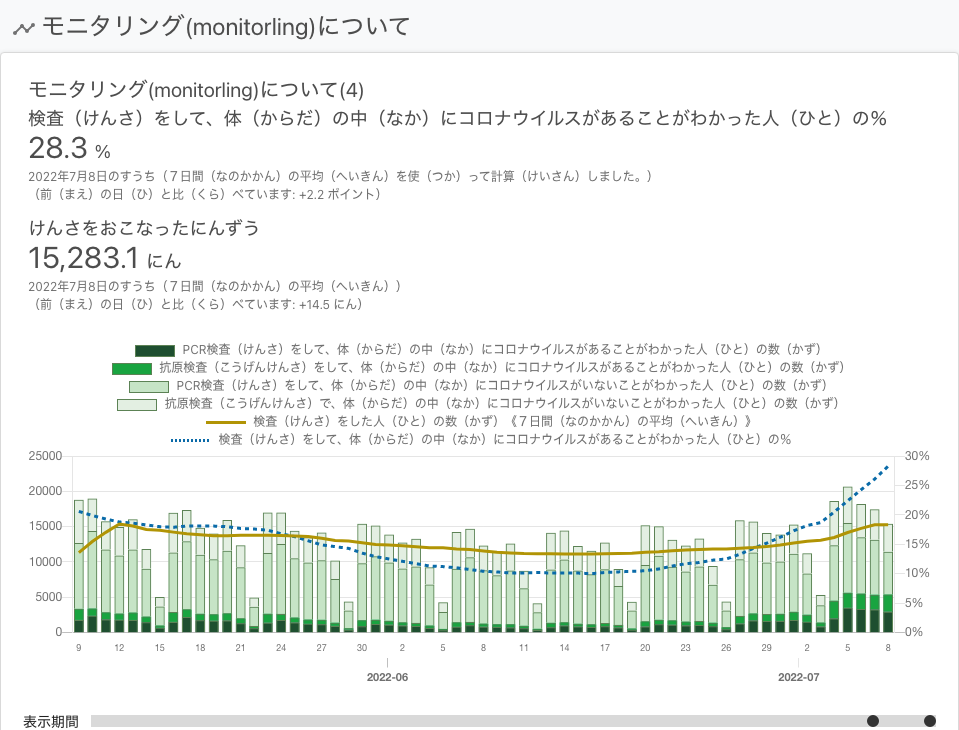 モニタリング(monitorling)について
モニタリング(monitorling)について(4)
検査（けんさ）をして、体（からだ）の中（なか）にコロナウイルスがあることがわかった人（ひと）の%
28.3 %
2022年7月8日のすうち（７日間（なのかかん）の平均（へいきん）を使（つか）って計算（けいさん）しました。）
（前（まえ）の日（ひ）と比（くら）べています: +2.2 ポイント）
けんさをおこなったにんずう
15,283.1 にん
2022年7月8日のすうち（７日間（なのかかん）の平均（へいきん））
（前（まえ）の日（ひ）と比（くら）べています: +14.5 にん）
PCR検査（けんさ）をして、体（からだ）の中（なか）にコロナウイルスがあることがわかった人（ひと）の数（かず）
抗原検査（こうげんけんさ）をして、体（からだ）の中（なか）にコロナウイルスがあることがわかった人（ひと）の数（かず）
PCR検査（けんさ）をして、体（からだ）の中（なか）にコロナウイルスがいないことがわかった人（ひと）の数（かず）
抗原検査（こうげんけんさ）で、体（からだ）の中（なか）にコロナウイルスがいないことがわかった人（ひと）の数（かず）
検査（けんさ）をした人（ひと）の数（かず）《７日間（なのかかん）の平均（へいきん）》
検査（けんさ）をして、体（からだ）の中（なか）にコロナウイルスがあることがわかった人（ひと）の%
25000 30%
25%
20000
20%
15000
15%
10000
10%
5000
5%
0 0%
9 12 15 18 21 24 27 30 2 5 8 11 14 17 20 23 26 29 2 5 8
2022-06 2022-07
表示期間